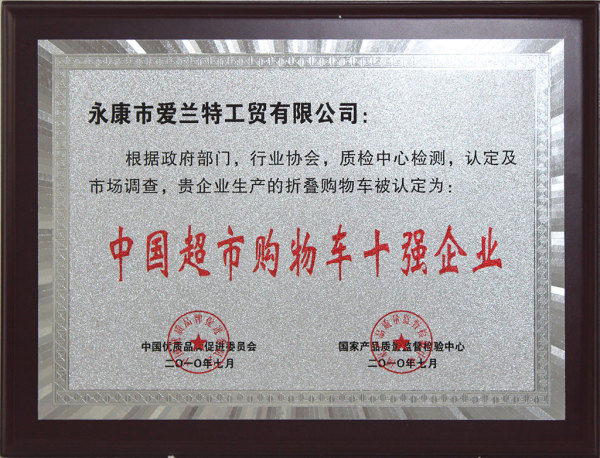 永康市爱兰特工贸有限公司：
根据政府部门，行业协会，质检中心检测，认定及
市场调查，贵企业生产的折叠购物车被认定为：
中国超市购物车十强企业
中国优质品牌促进委员会 国家产品质量监督检验中心
二〇一〇年七月 二〇一〇年七月